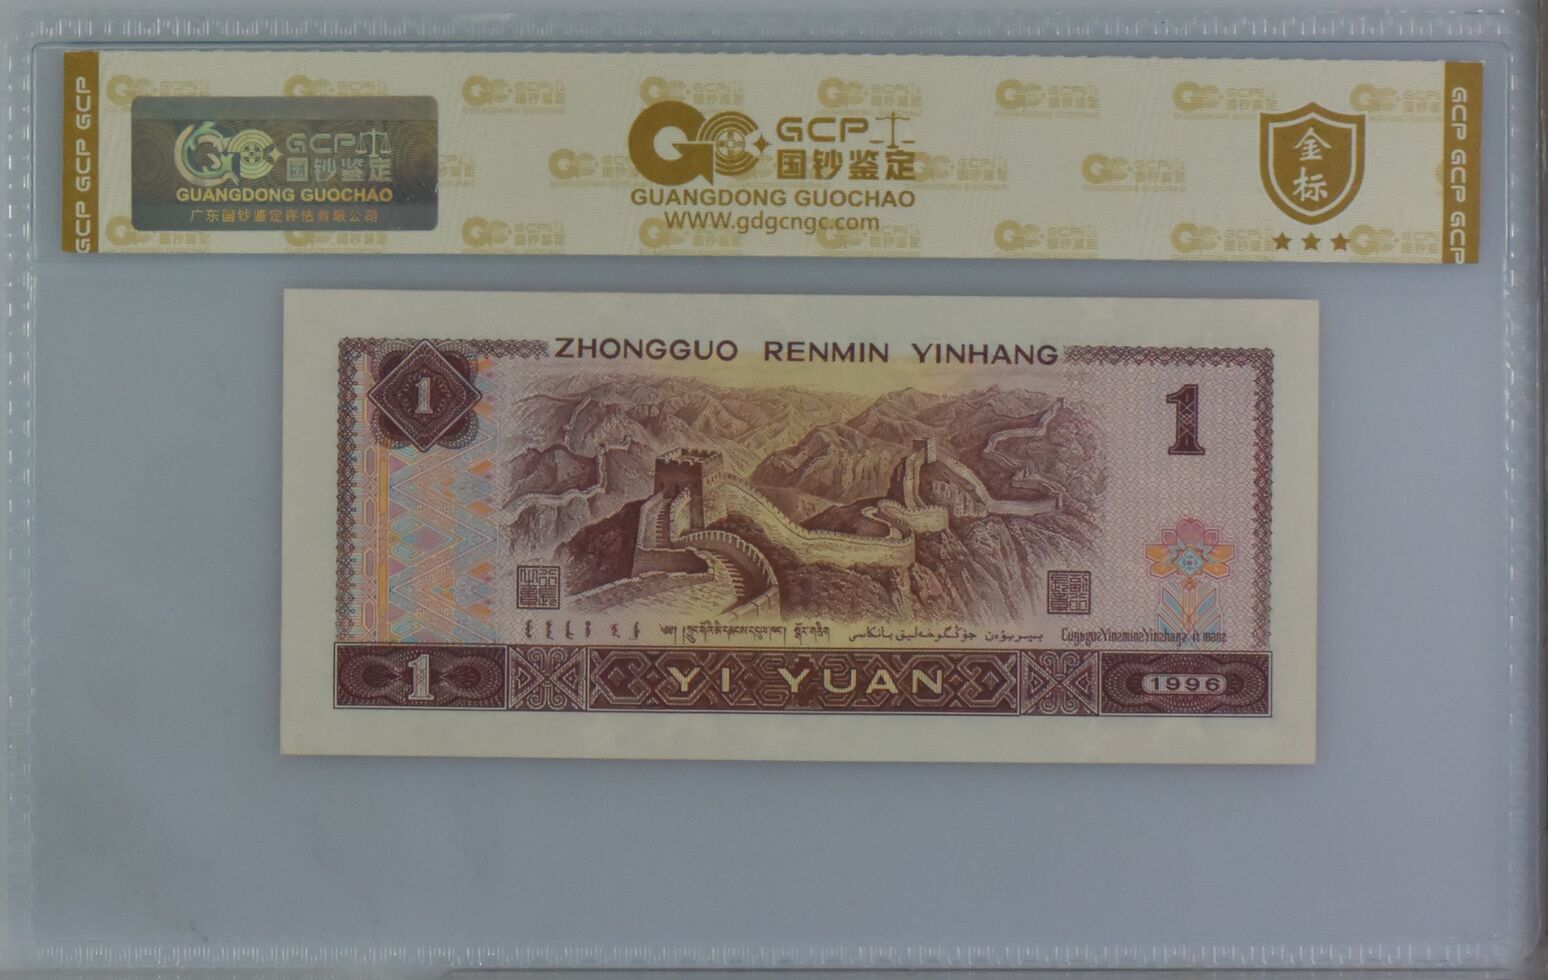 GCP GCP GCP
GCP
国钞鉴定
GUANGDONG GUOCHAO
广东国钞鉴定评估有限公司
GCP
国钞鉴定
GUANGDONG GUOCHAO
WWW.gdgcngc.com
金标
GCP GCP GCP
ZHONGGUO RENMIN YINHANG
1
1
1
YI YUAN
1996